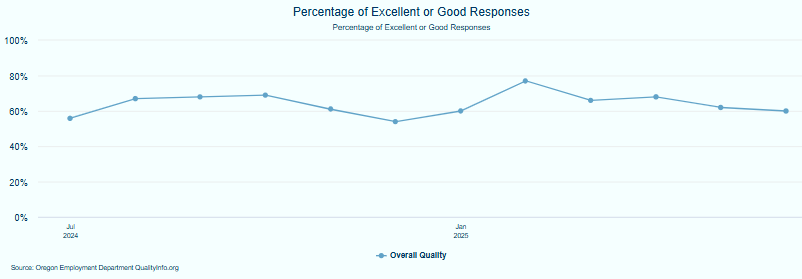 Percentage of Excellent or Good Responses
Percentage of Excellent or Good Responses
100%
80%
60%
40%
20%
0%
Jul
2024
Jan
2025
Overall Quality
Source: Oregon Employment Department QualityInfo.org